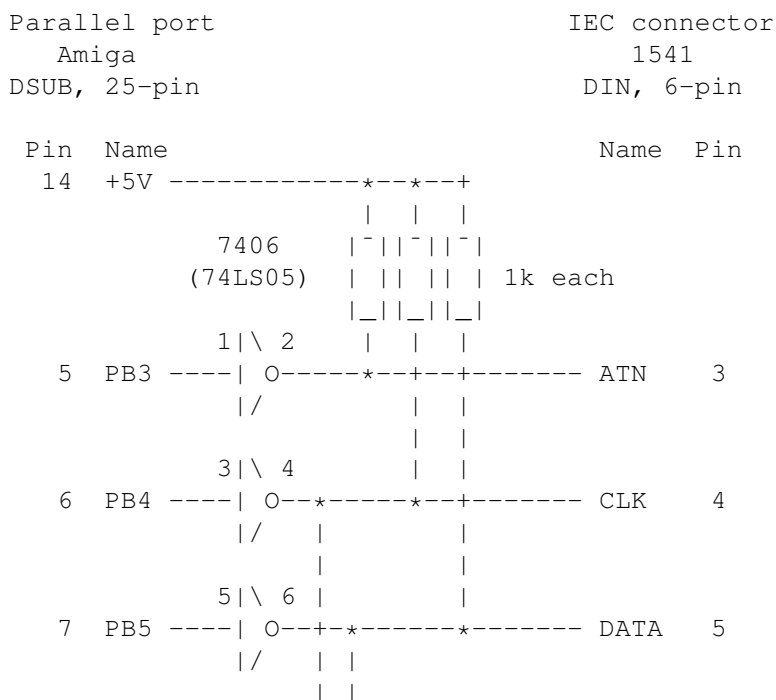 Parallel port                      IEC connector
   Amiga                               1541
DSUB, 25-pin                        DIN, 6-pin

 Pin  Name                           Name  Pin
  14  +5V ------------*--*--+
                      |  |  |
             7406    |¯||¯||¯|
           (74LS05)  | || || | 1k each
                     |_||_||_|
             1|\ 2    |  |  |
   5  PB3 ----| O-----*--+--+------- ATN   3
              |/         |  |
                         |  |
             3|\ 4       |  |
   6  PB4 ----| O--*-----*--+------- CLK   4
              |/   |        |
                   |        |
             5|\ 6 |        |
   7  PB5 ----| O--+-*------*------- DATA  5
              |/   | |
                   | |